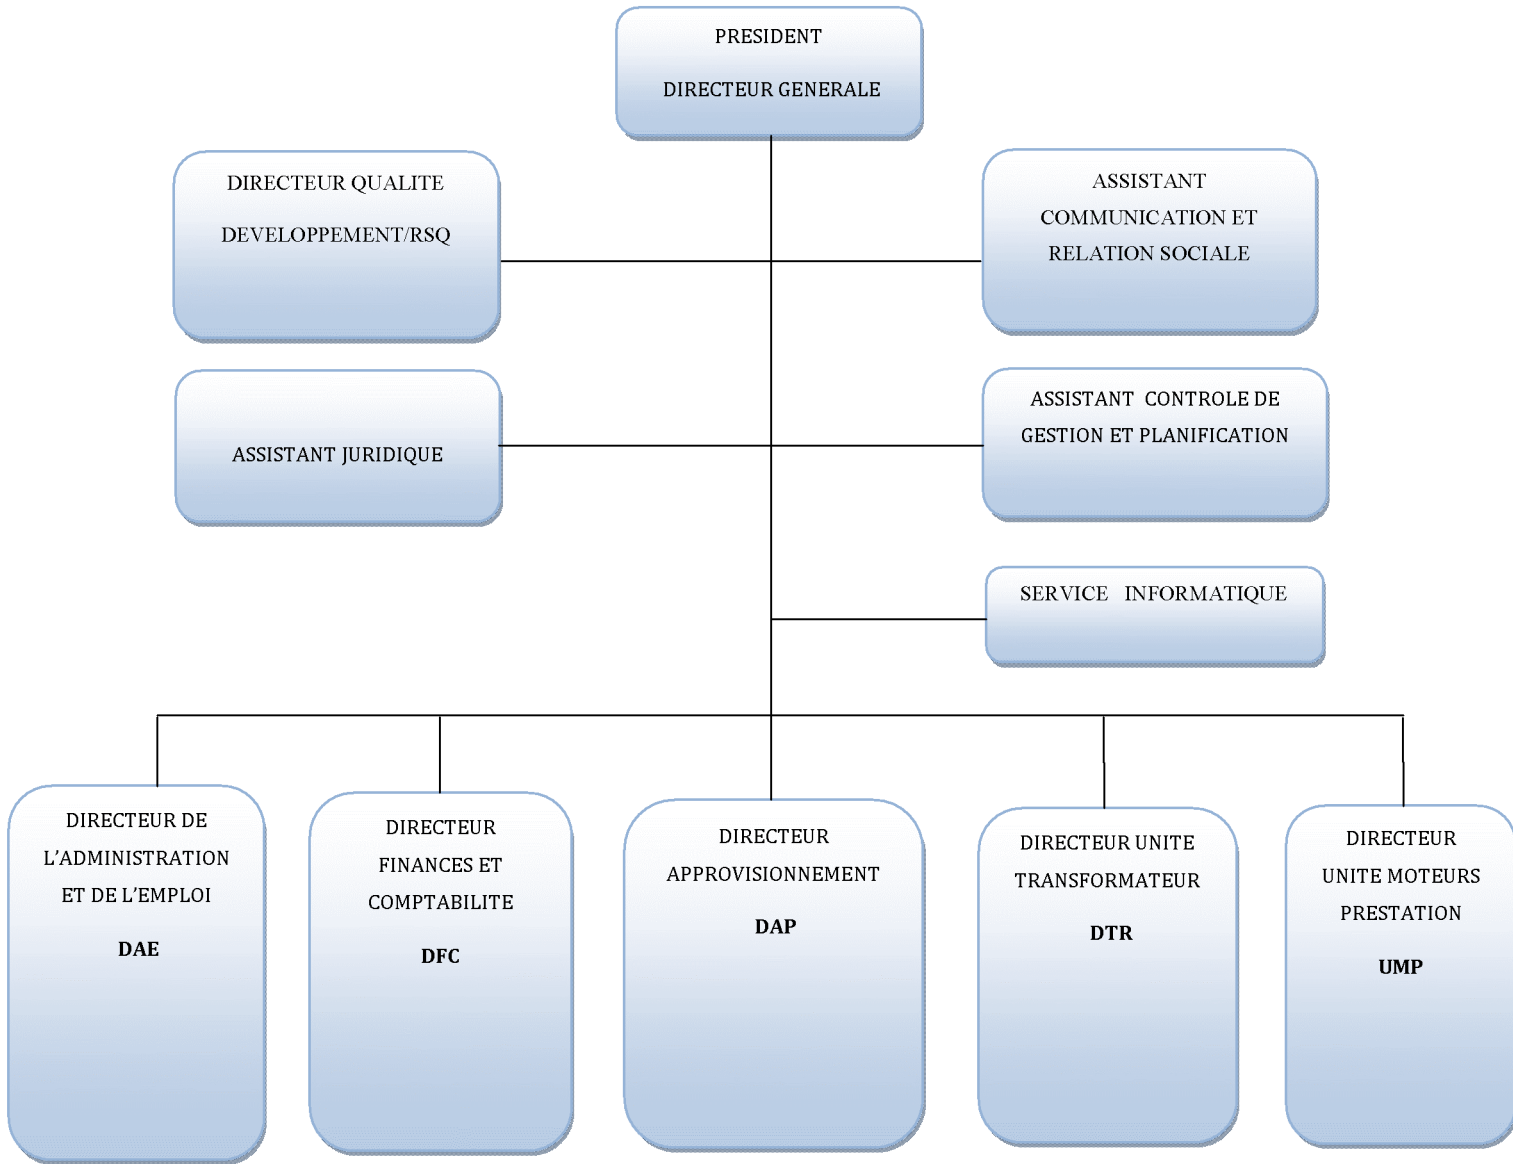 PRESIDENT
DIRECTEUR GENERALE
DIRECTEUR QUALITE
DEVELOPPEMENT/RSQ
ASSISTANT
COMMUNICATION ET
RELATION SOCIALE
ASSISTANT JURIDIQUE
ASSISTANT CONTROLE DE
GESTION ET PLANIFICATION
SERVICE INFORMATIQUE
DIRECTEUR DE
L’ADMINISTRATION
ET DE L’EMPLOI
DAE
DIRECTEUR
FINANCES ET
COMPTABILITE
DFC
DIRECTEUR
APPROVISIONNEMENT
DAP
DIRECTEUR UNITE
TRANSFORMATEUR
DTR
DIRECTEUR
UNITE MOTEURS
PRESTATION
UMP